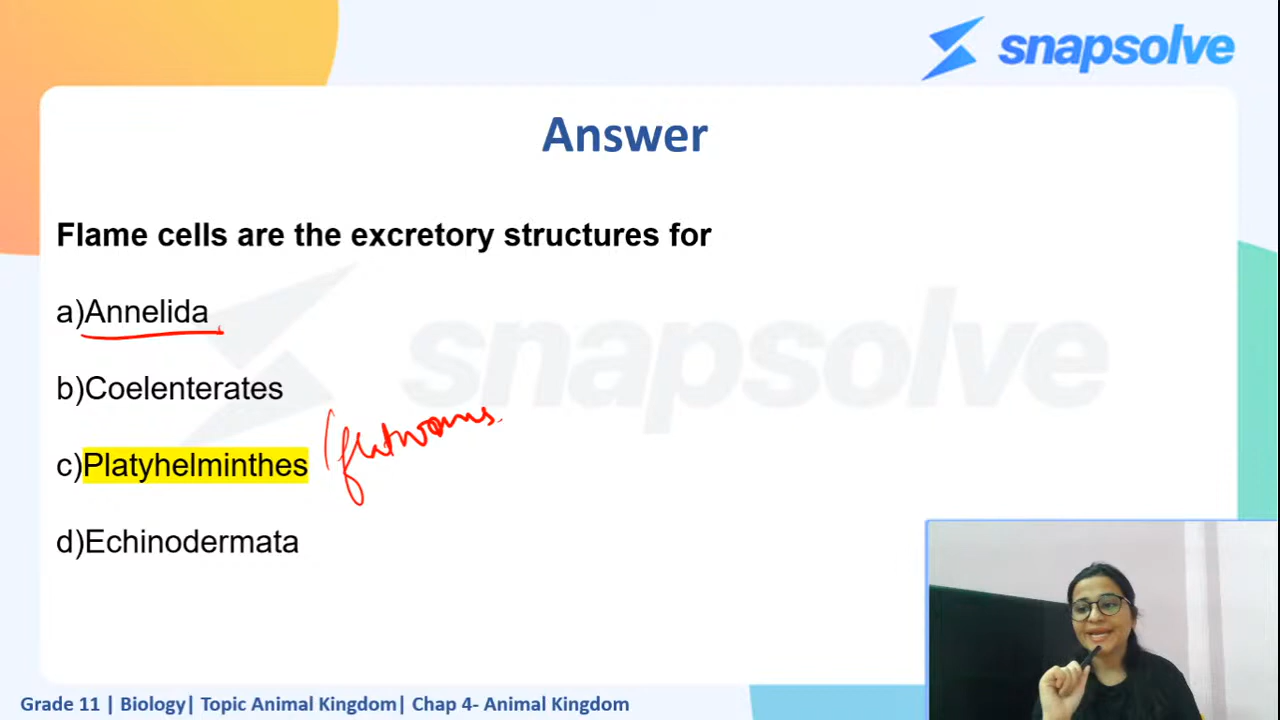 snapsolve
Answer
Flame cells are the excretory structures for
a)Annelida
snapsolve
b)Coelenterates
(flatworms.
c)Platyhelminthes
d)Echinodermata
Grade 11 | Biology| Topic Animal Kingdom| Chap 4- Animal Kingdom